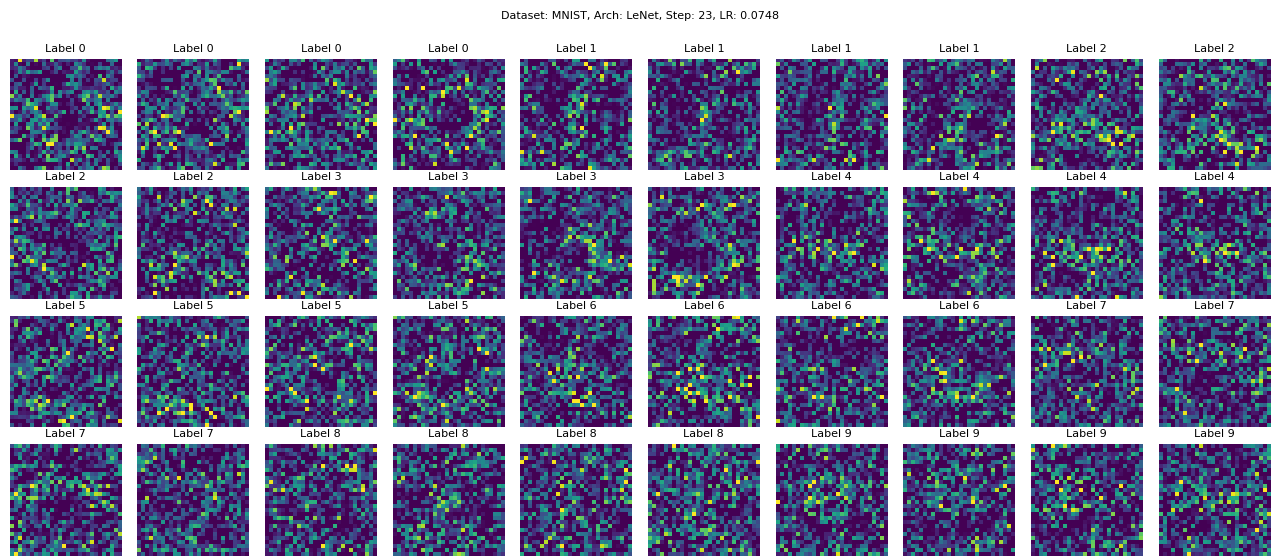 Dataset: MNIST, Arch: LeNet, Step: 23, LR: 0.0748
Label 0 Label 0 Label 0 Label 0 Label 1 Label 1 Label 1 Label 1 Label 2 Label 2
Label 2 Label 2 Label 3 Label 3 Label 3 Label 3 Label 4 Label 4 Label 4 Label 4
Label 5 Label 5 Label 5 Label 5 Label 6 Label 6 Label 6 Label 6 Label 7 Label 7
Label 7 Label 7 Label 8 Label 8 Label 8 Label 8 Label 9 Label 9 Label 9 Label 9